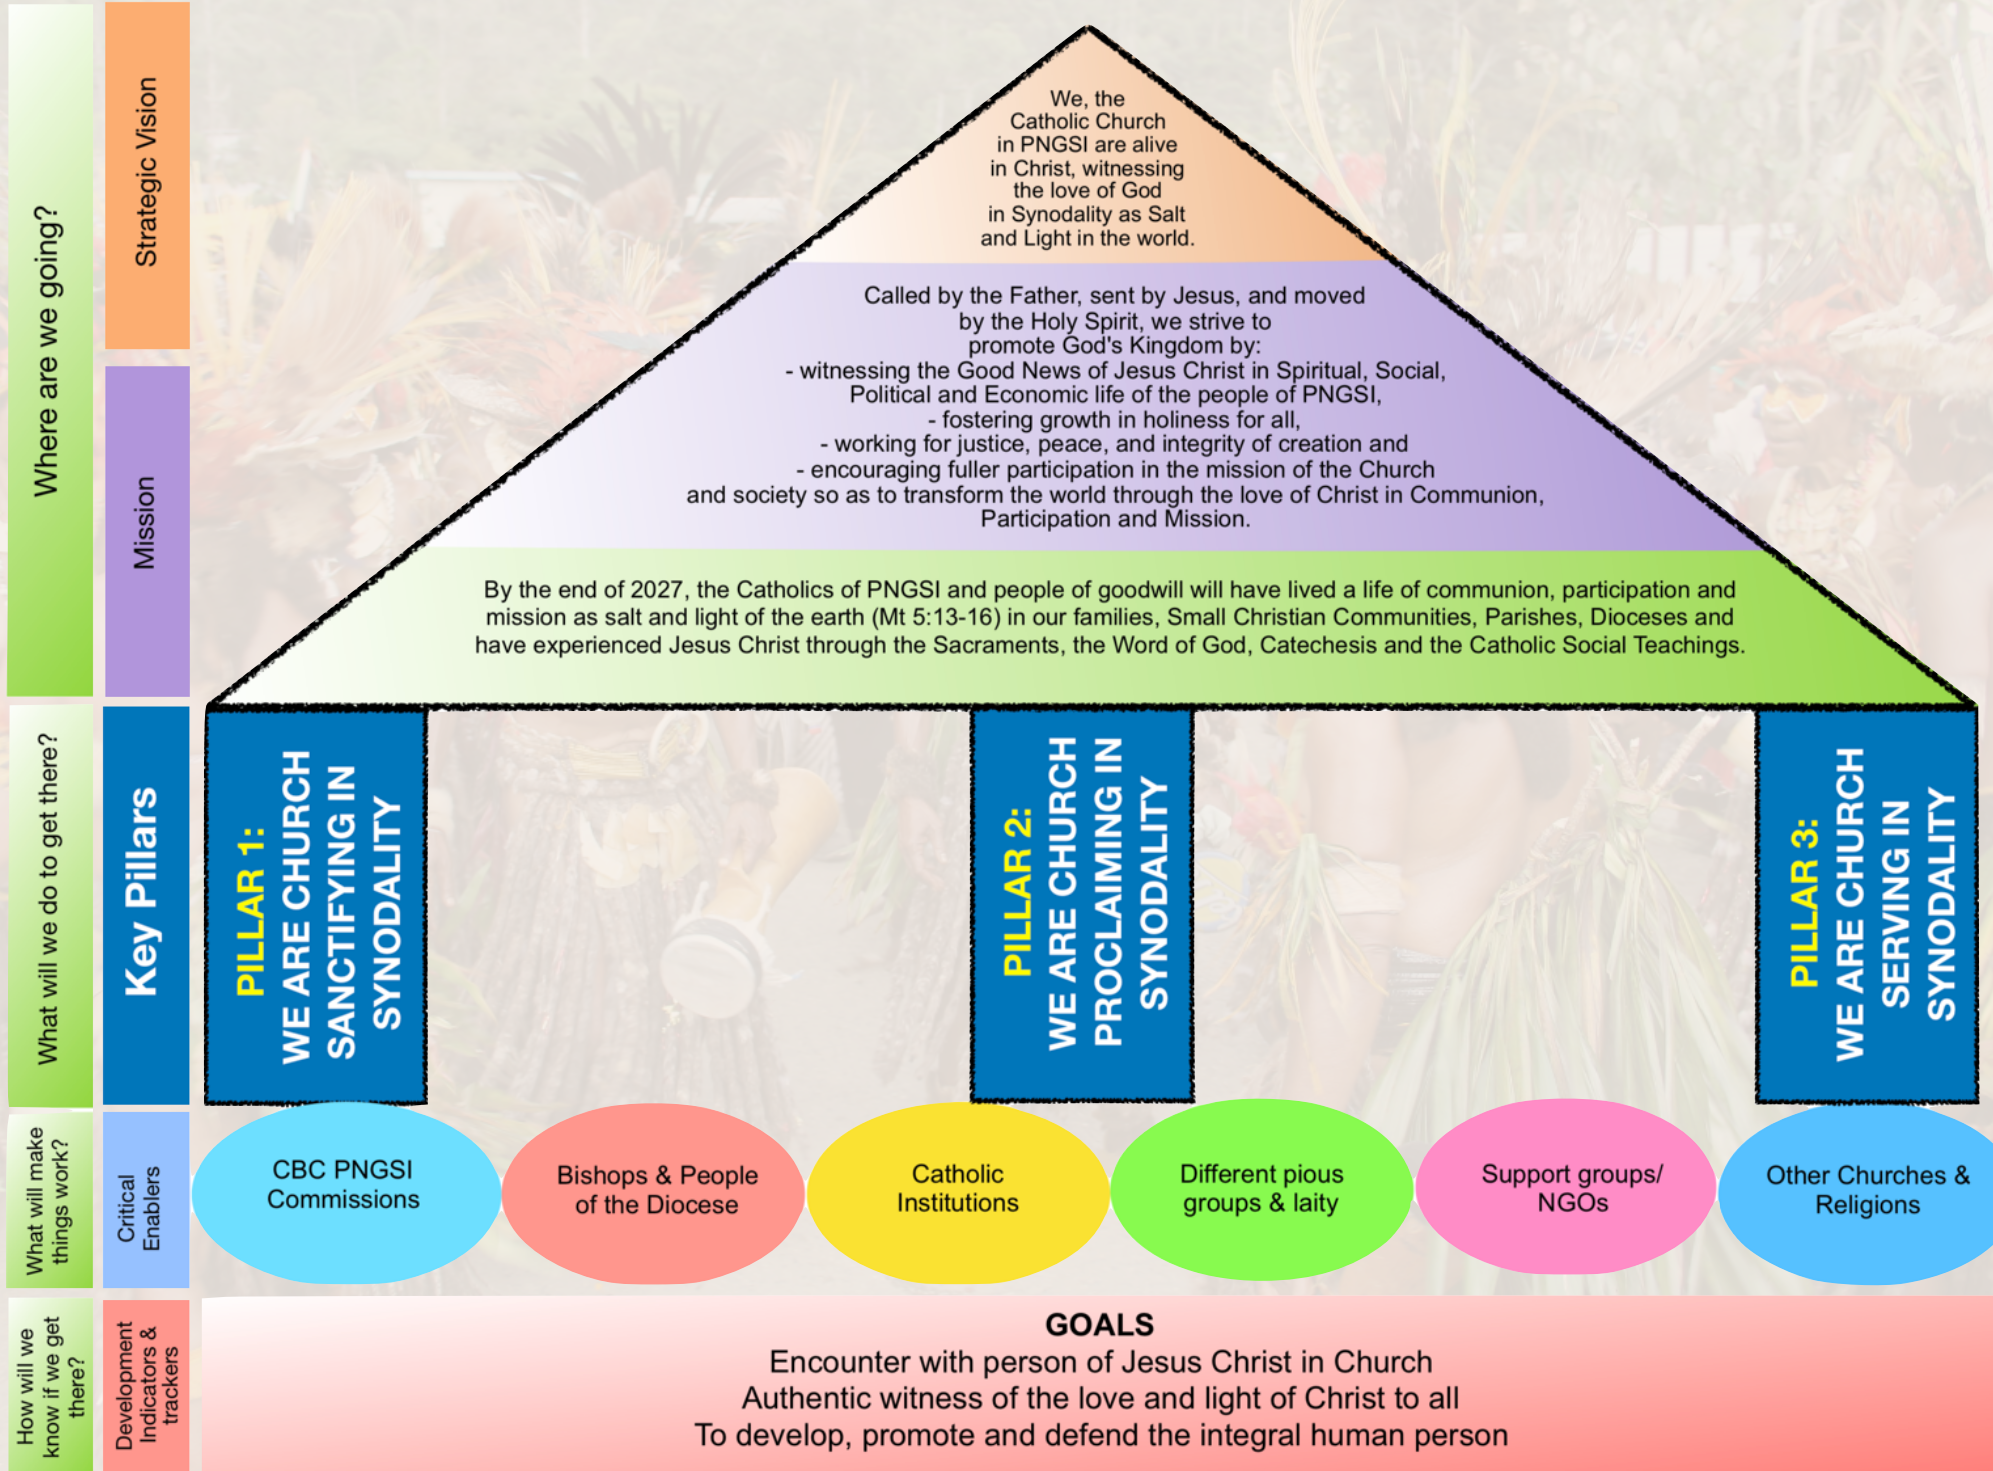 Where are we going?
Strategic Vision
We, the
Catholic Church
in PNGSI are alive
in Christ, witnessing
the love of God
in Synodality as Salt
and Light in the world.
Mission
Called by the Father, sent by Jesus, and moved
by the Holy Spirit, we strive to
promote God's Kingdom by:
- witnessing the Good News of Jesus Christ in Spiritual, Social,
Political and Economic life of the people of PNGSI,
- fostering growth in holiness for all,
- working for justice, peace, and integrity of creation and
- encouraging fuller participation in the mission of the Church
and society so as to transform the world through the love of Christ in Communion,
Participation and Mission.
By the end of 2027, the Catholics of PNGSI and people of goodwill will have lived a life of communion, participation and
mission as salt and light of the earth (Mt 5:13-16) in our families, Small Christian Communities, Parishes, Dioceses and
have experienced Jesus Christ through the Sacraments, the Word of God, Catechesis and the Catholic Social Teachings.
What will we do to get there?
Key Pillars
PILLAR 1:
WE ARE CHURCH
SANCTIFYING IN
SYNODALITY
PILLAR 2:
WE ARE CHURCH
PROCLAIMING IN
SYNODALITY
PILLAR 3:
WE ARE CHURCH
SERVING IN
SYNODALITY
What will make
things work?
Critical
Enablers
CBC PNGSI
Commissions
Bishops & People
of the Diocese
Catholic
Institutions
Different pious
groups & laity
Support groups/
NGOs
Other Churches &
Religions
How will we
know if we get
there?
Development
Indicators &
trackers
GOALS
Encounter with person of Jesus Christ in Church
Authentic witness of the love and light of Christ to all
To develop, promote and defend the integral human person